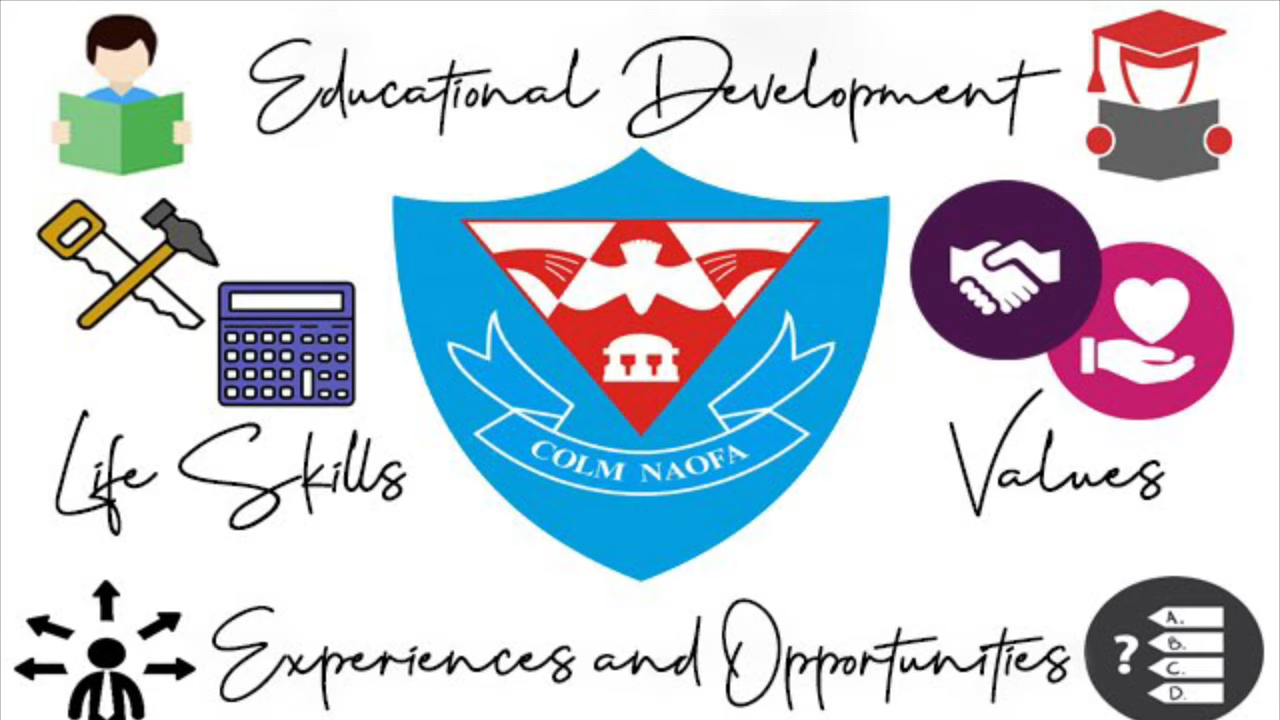 Educational Development
COLM NAOFA
Life Skills
Values
Experiences and Opportunities
?
A.
B.
C.
D.